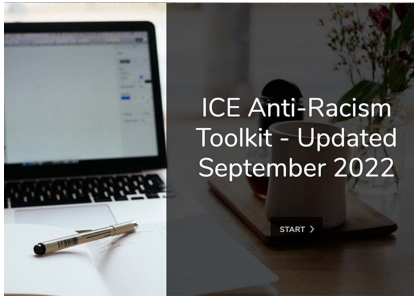 ICE Anti-Racism
Toolkit - Updated
September 2022
START